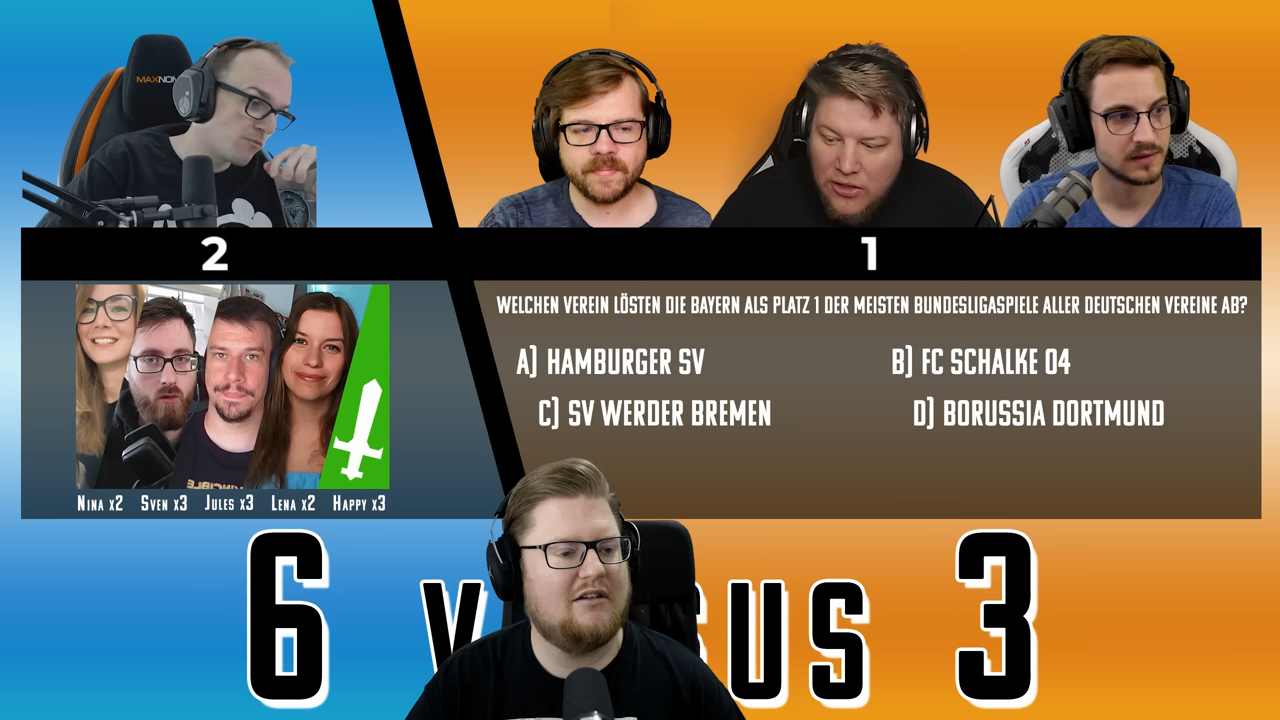 MAXNOM
2
1
WELCHEN VEREIN LÖSTEN DIE BAYERN ALS PLATZ 1 DER MEISTEN BUNDESLIGASPIELE ALLER DEUTSCHEN VEREINE AB?
A) HAMBURGER SV
B) FC SCHALKE 04
C) SV WERDER BREMEN
D) BORUSSIA DORTMUND
NINA X2 SVEN X3 JULES X3 LENA X2 HAPPY X3
6 V SUS 3